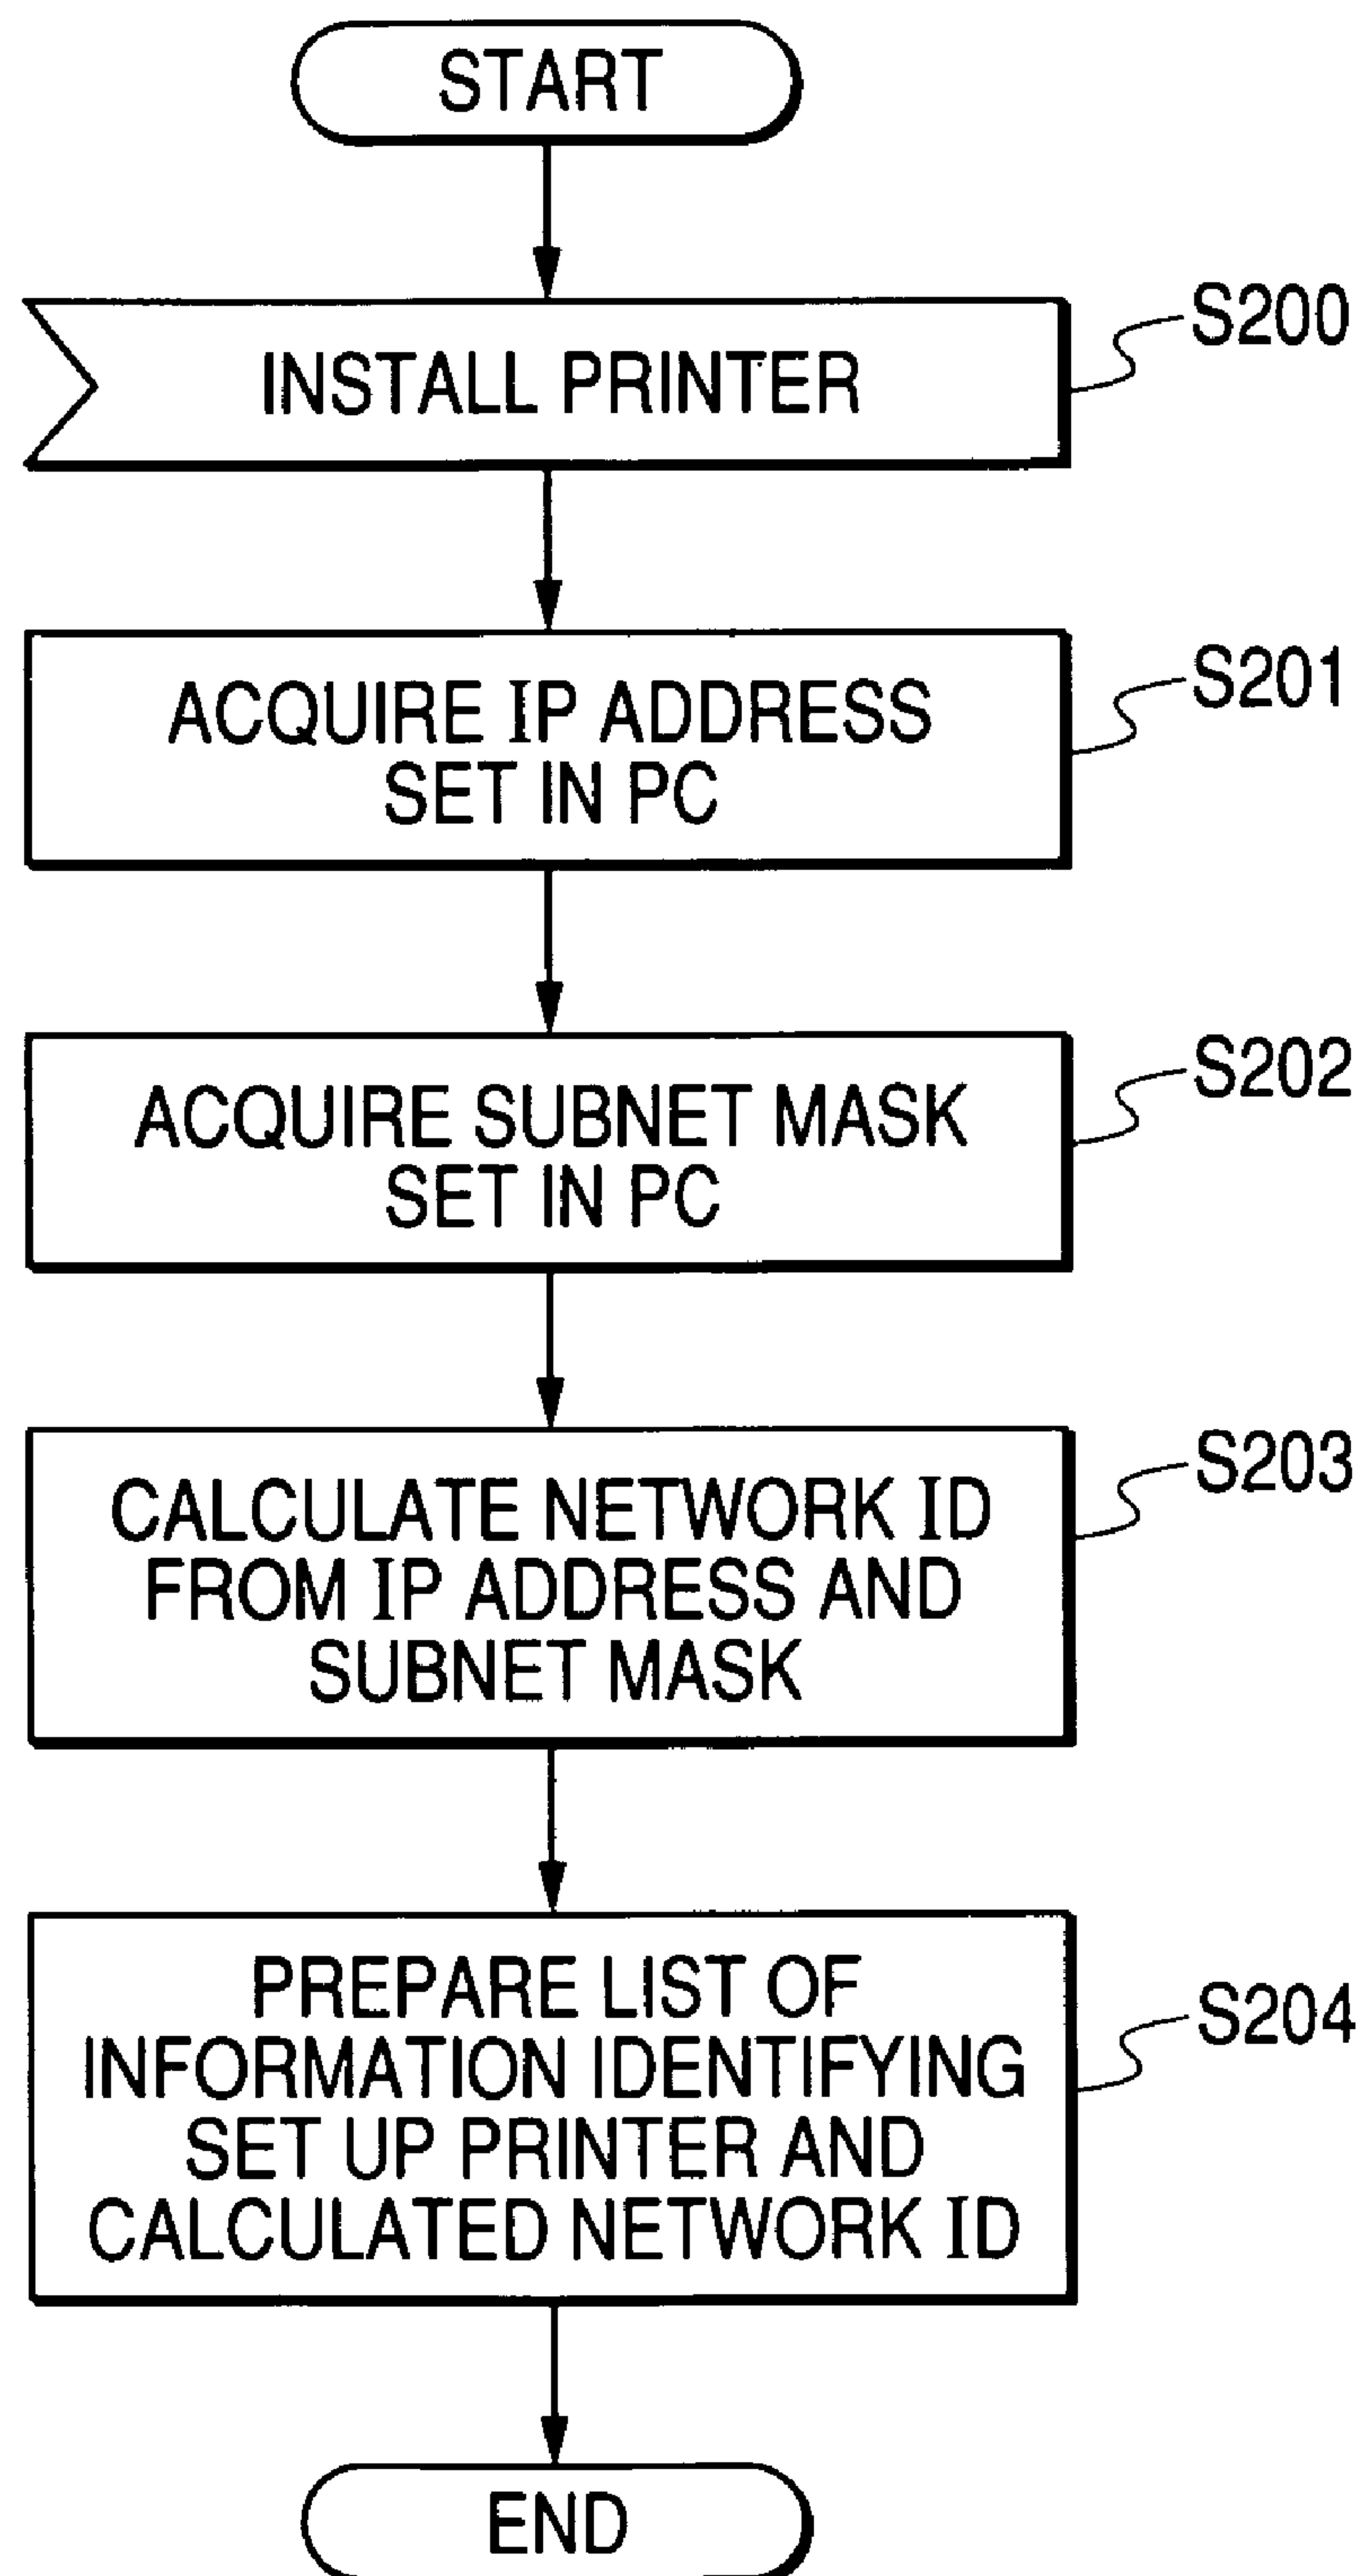 START
INSTALL PRINTER
S200
ACQUIRE IP ADDRESS
SET IN PC
S201
ACQUIRE SUBNET MASK
SET IN PC
S202
CALCULATE NETWORK ID
FROM IP ADDRESS AND
SUBNET MASK
S203
PREPARE LIST OF
INFORMATION IDENTIFYING
SET UP PRINTER AND
CALCULATED NETWORK ID
S204
END